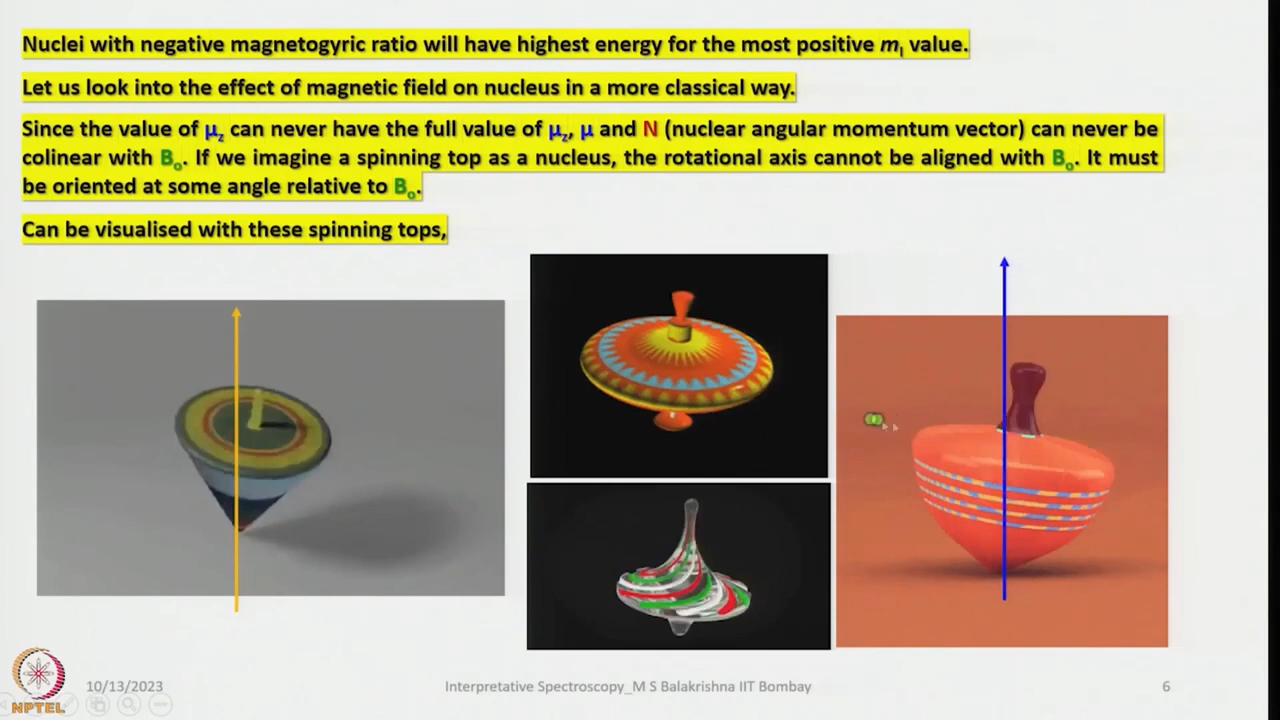 Nuclei with negative magnetogyric ratio will have highest energy for the most positive mI value.
Let us look into the effect of magnetic field on nucleus in a more classical way.
Since the value of μz can never have the full value of μz, μ and N (nuclear angular momentum vector) can never be
colinear with Bo. If we imagine a spinning top as a nucleus, the rotational axis cannot be aligned with Bo. It must
be oriented at some angle relative to Bo.
Can be visualised with these spinning tops,
NPTEL
10/13/2023
Interpretative Spectroscopy_M S Balakrishna IIT Bombay
6